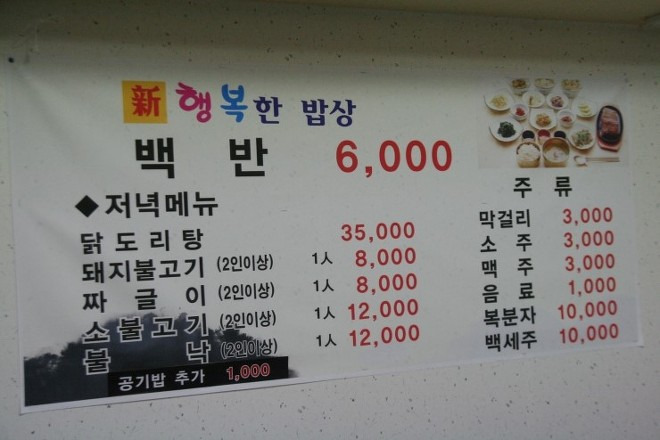 新 행복한 밥상
백 반 6,000
◆저녁메뉴
닭도리탕 35,000
돼지불고기 (2인이상) 1人 8,000
짜글이 (2인이상) 1人 8,000
소불고기 (2인이상) 1人 12,000
불낙 (2인이상) 1人 12,000
공기밥 추가 1,000
주 류
막걸리 3,000
소 주 3,000
맥 주 3,000
음 료 1,000
복분자 10,000
백세주 10,000